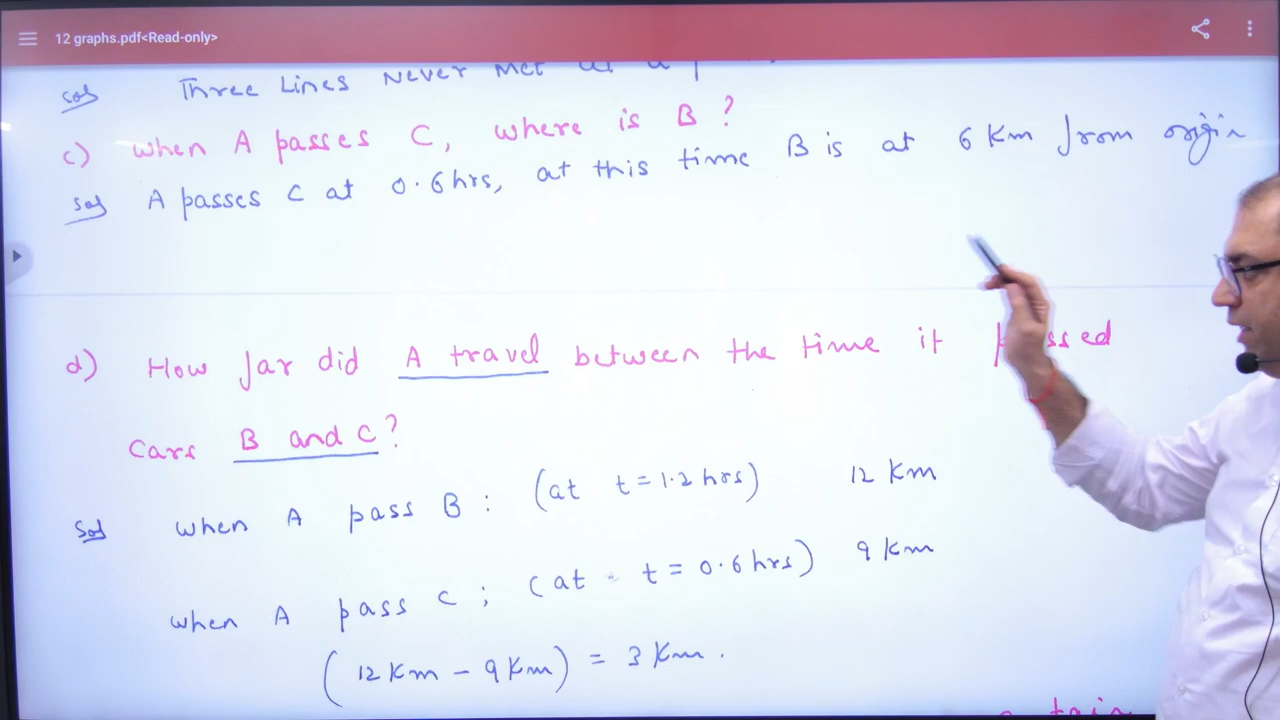 12 graphs.pdf<Read-only>
Sol Three Lines Never Met at a
c) When A passes C, where is B?
Sol A passes C at 0.6 hrs, at this time B is at 6 Km from origin
d) How far did A travel between the time it passed
Cars B and C?
Sol When A pass B : (at t = 1.2 hrs) 12 Km
When A pass C ; (at t = 0.6 hrs) 9 Km
(12 Km - 9 Km) = 3 Km.